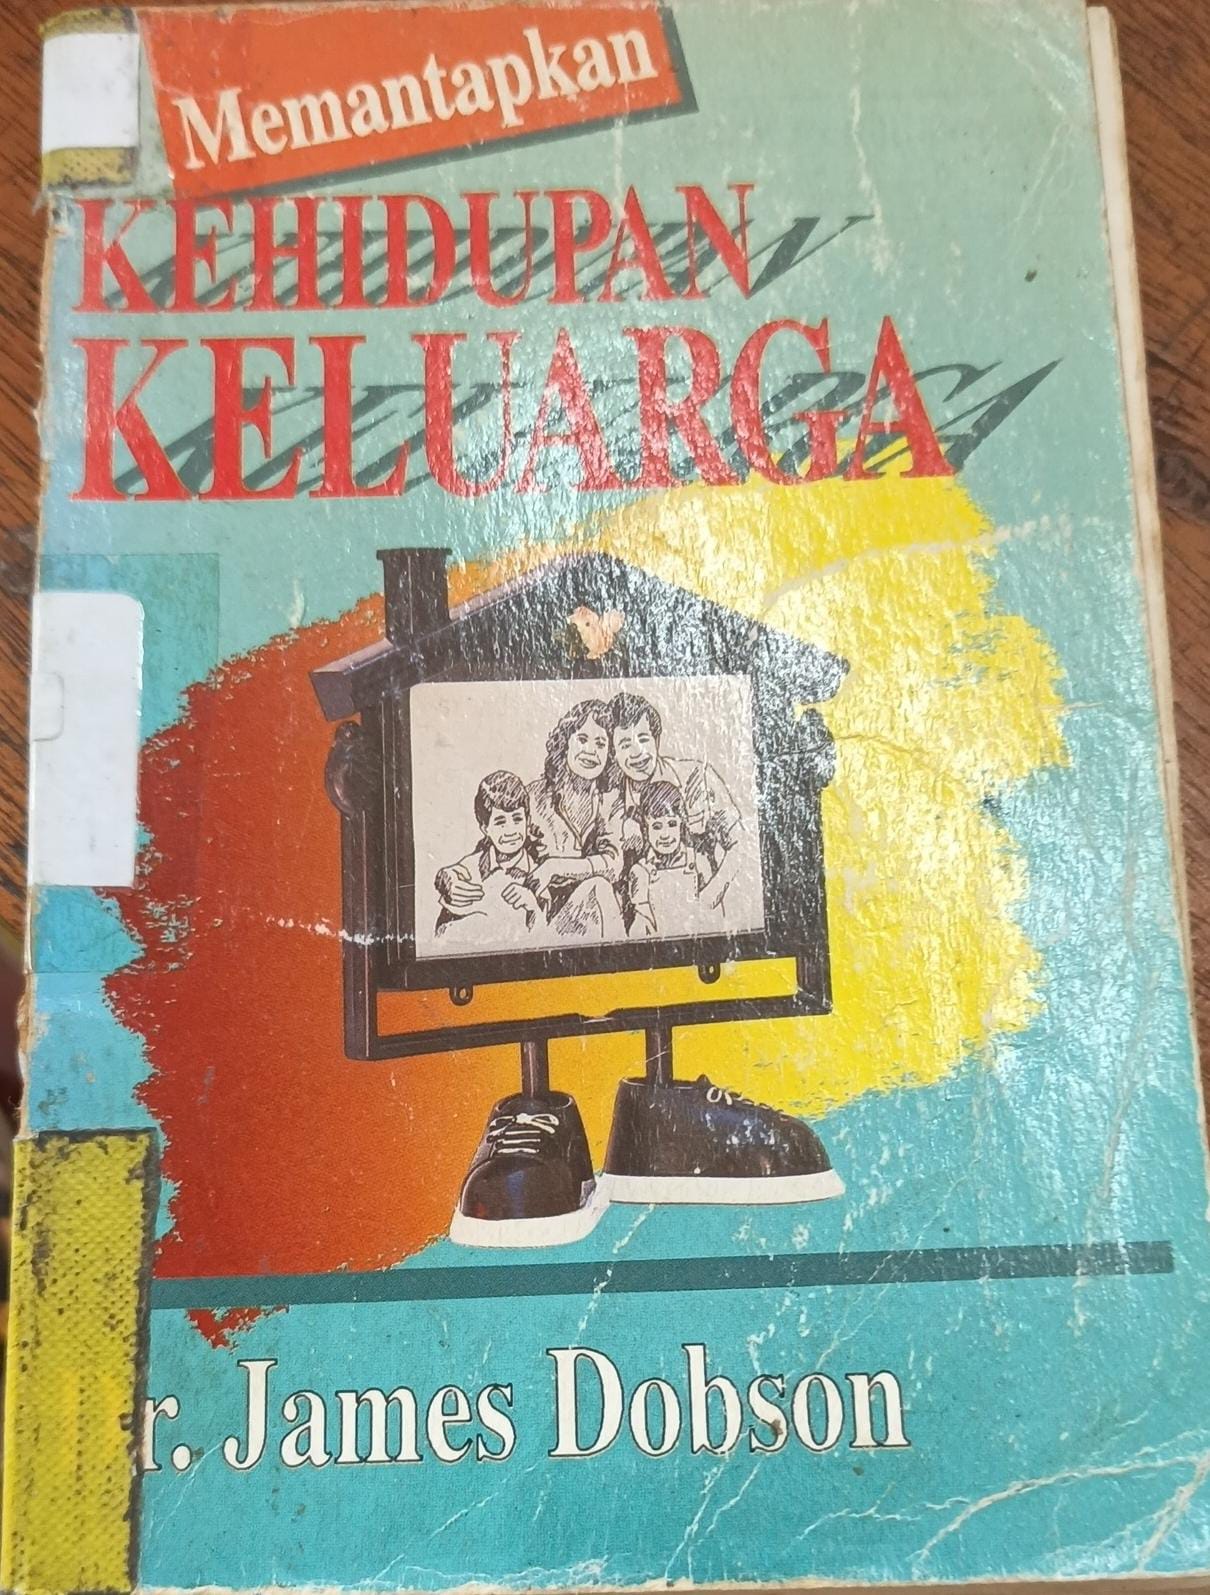 Memantapkan
KEHIDUPAN
KELUARGA
r. James Dobson